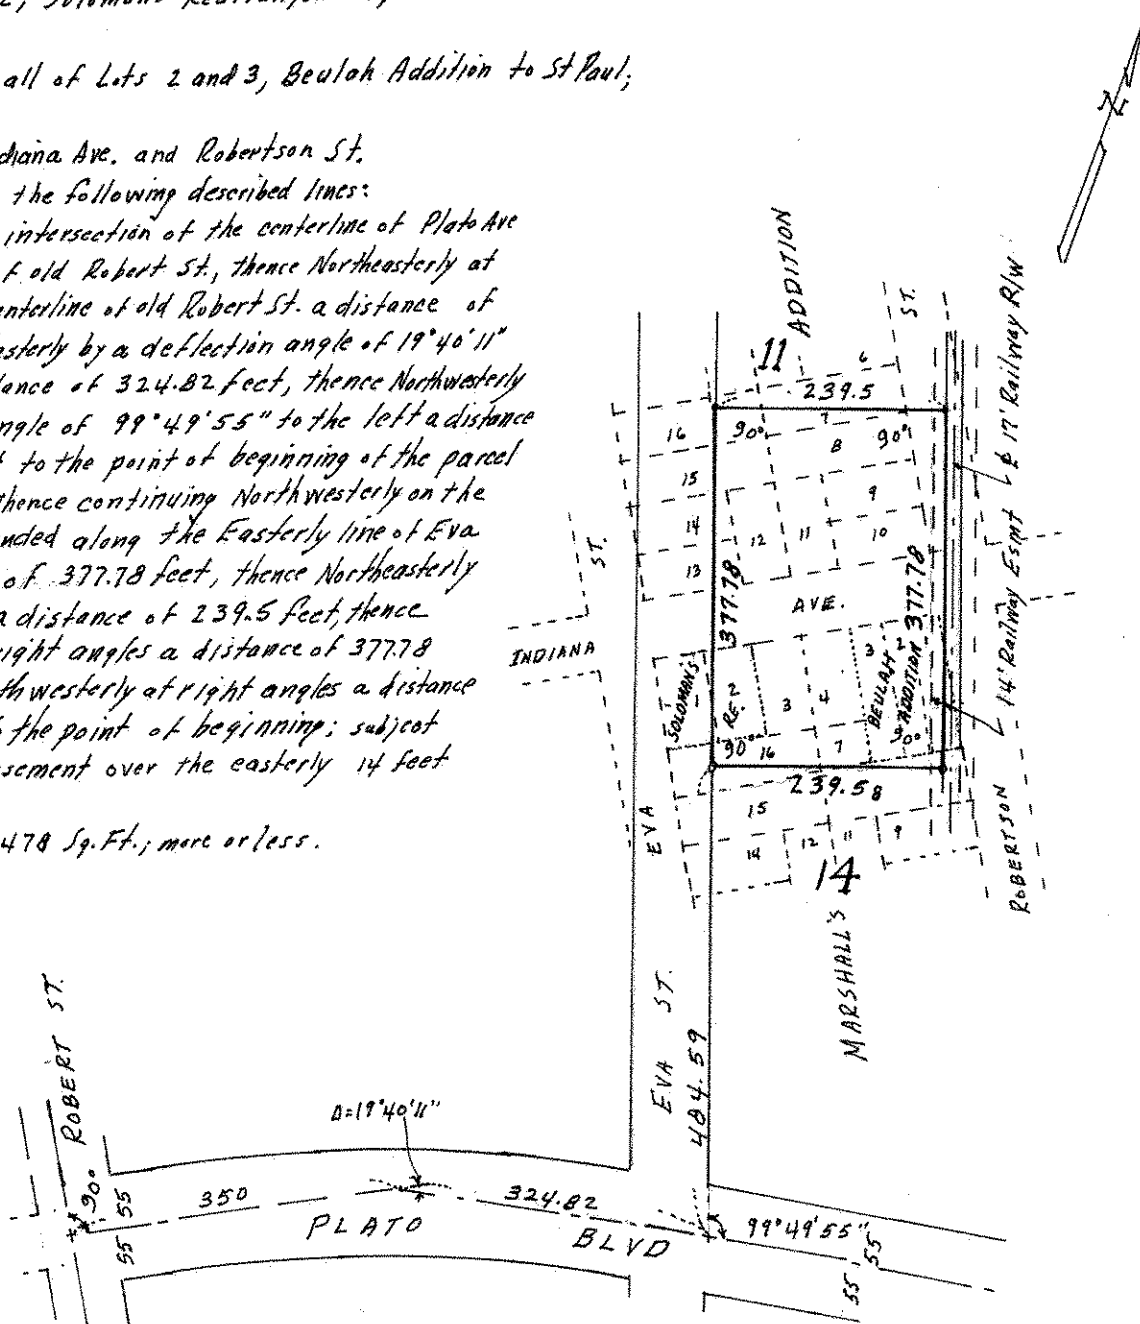 all of Lots 2 and 3, Beulah Addition to St Paul;
diana Ave. and Robertson St.
the following described lines:
intersection of the centerline of Plato Ave
f old Robert St., thence Northeasterly at
enterline of old Robert St. a distance of
esterly by a deflection angle of 19°40'11"
tance of 324.82 feet, thence Northwesterly
ngle of 99°49'55" to the left a distance
to the point of beginning of the parcel
thence continuing Northwesterly on the
nded along the Easterly line of Eva
of 377.78 feet, thence Northeasterly
a distance of 239.5 feet, thence
ight angles a distance of 377.78
thwesterly at right angles a distance
the point of beginning; subject
sement over the easterly 14 feet
478 Sq.Ft.; more or less.
N
11 ADDITION
ST.
17' Railway R/W
14' Railway Esmt
6
239.5
16
90°
7
8
90°
15
9
14
12
11
10
13
ST.
377.78
AVE.
377.78
INDIANA
SOLOMAN'S
RE.
2
3
4
3
2
BEULAH
ADDITION
90°
16
7
90°
239.58
15
14
12
11
9
14
MARSHALL'S
ROBERTSON
EVA
EVA ST.
484.59
ROBERT ST.
90°
55
55
350
Δ=19°40'11"
324.82
PLATO
BLVD
99°49'55"
55
55